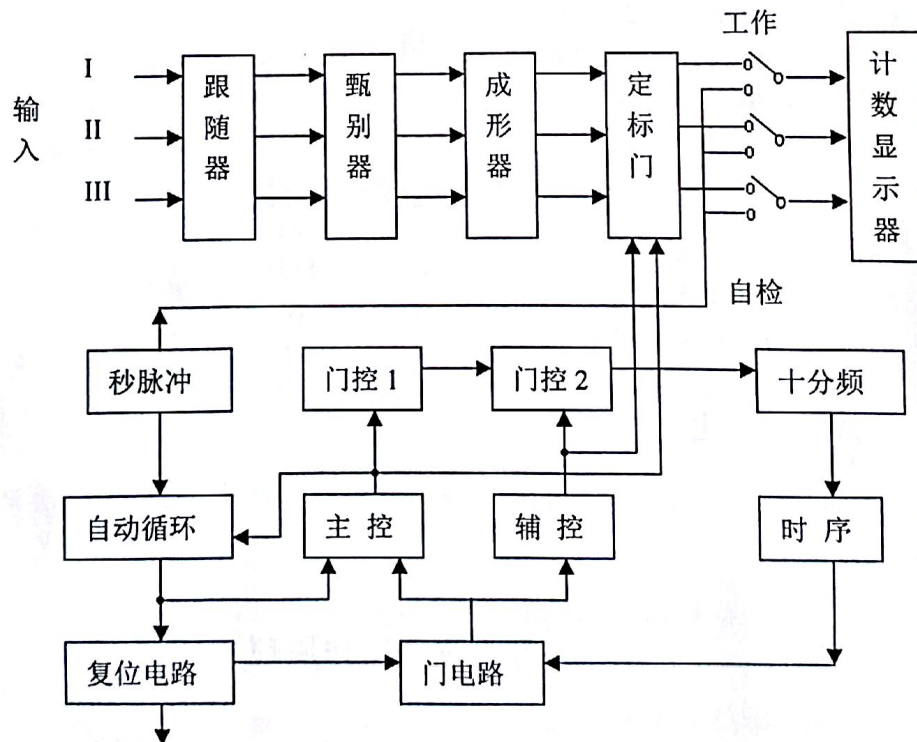 工作
输入
I
II
III
跟随器
甄别器
成形器
定标门
计数显示器
自检
秒脉冲
门控 1
门控 2
十分频
自动循环
主 控
辅控
时 序
复位电路
门电路